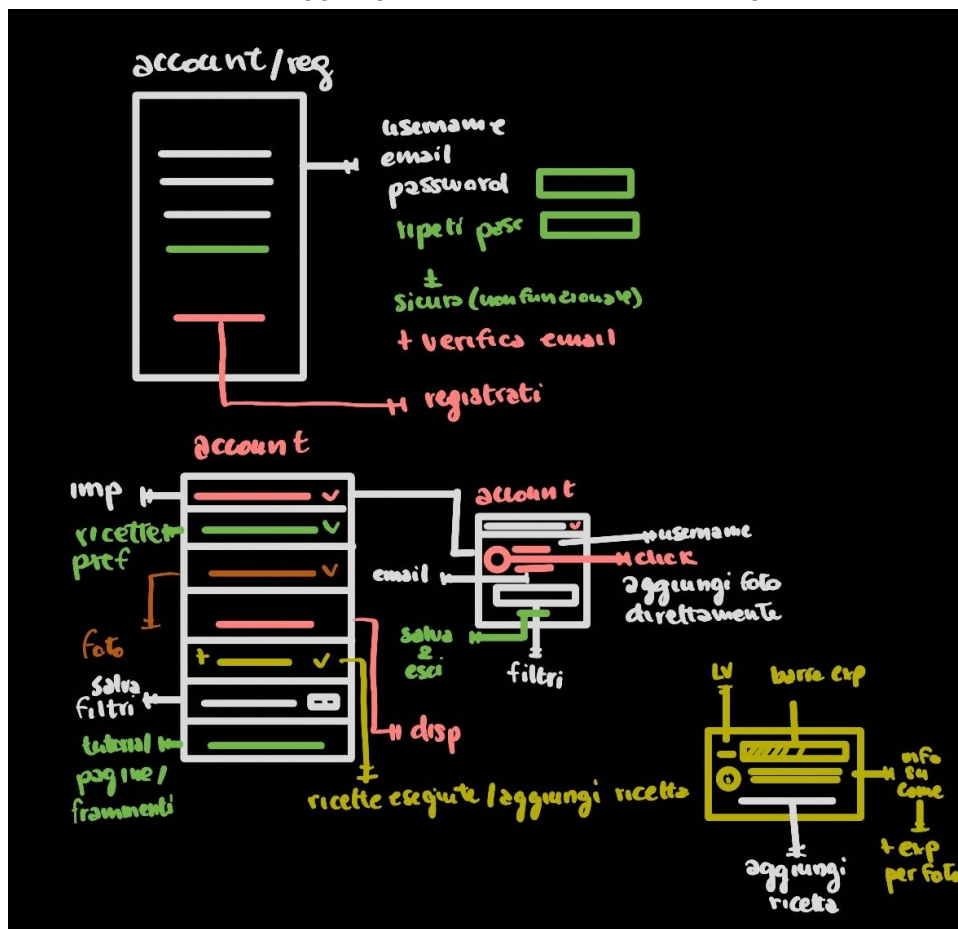 account/reg
username
email
password
ripeti pass
sicura (non funzionale)
+ verifica email
registrati
account
imp
ricette
pref
foto
salva
filtri
tutorial
pagine/
frammenti
disp
ricette eseguite/aggiungi ricetta
account
username
click
aggiungi foto
direttamente
email
salva
e
esci
filtri
LV
barra exp
info
su
come
+ exp
per foto
aggiungi
ricetta